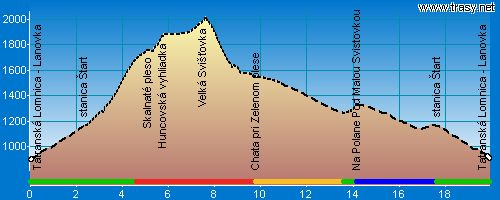 www.trasy.net
2000
1800
1600
1400
1200
1000
Tatranská Lomnica - Lanovka
stanica Štart
Skalnaté pleso
Huncovská vyhliadka
Veľká Svišťovka
Chata pri Zelenom plese
Na Polane Pod Malou Svistovkou
stanica Štart
Tatranská Lomnica - Lanovka
0 2 4 6 8 10 12 14 16 18